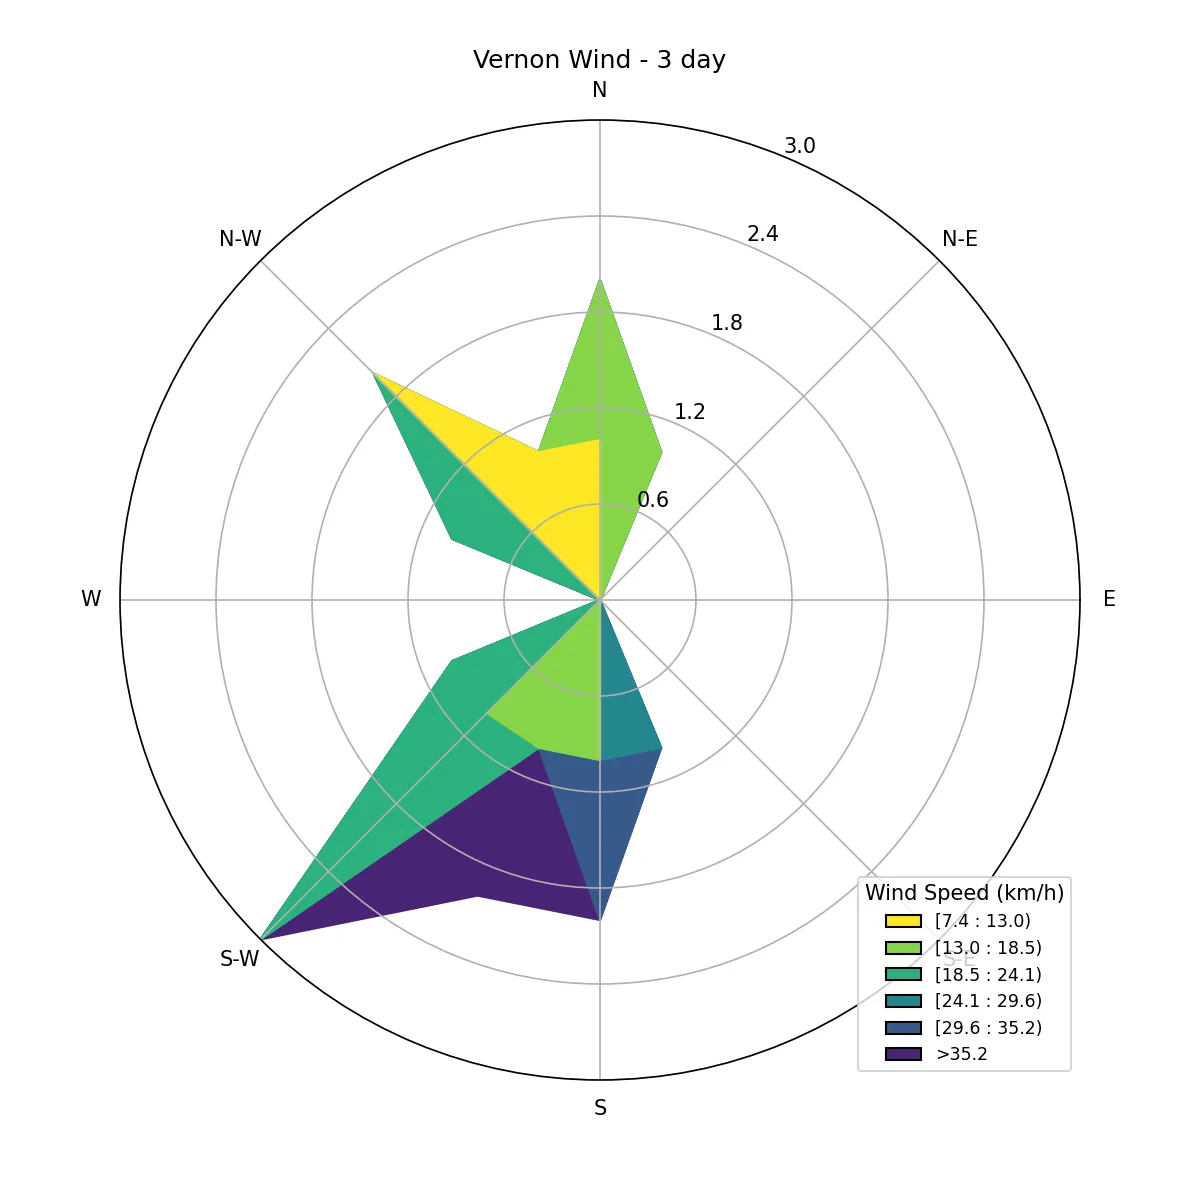 Vernon Wind - 3 day
N
3.0
N-W
2.4
N-E
1.8
1.2
0.6
W
E
S-W
S-E
S
Wind Speed (km/h)
[7.4 : 13.0)
[13.0 : 18.5)
[18.5 : 24.1)
[24.1 : 29.6)
[29.6 : 35.2)
>35.2